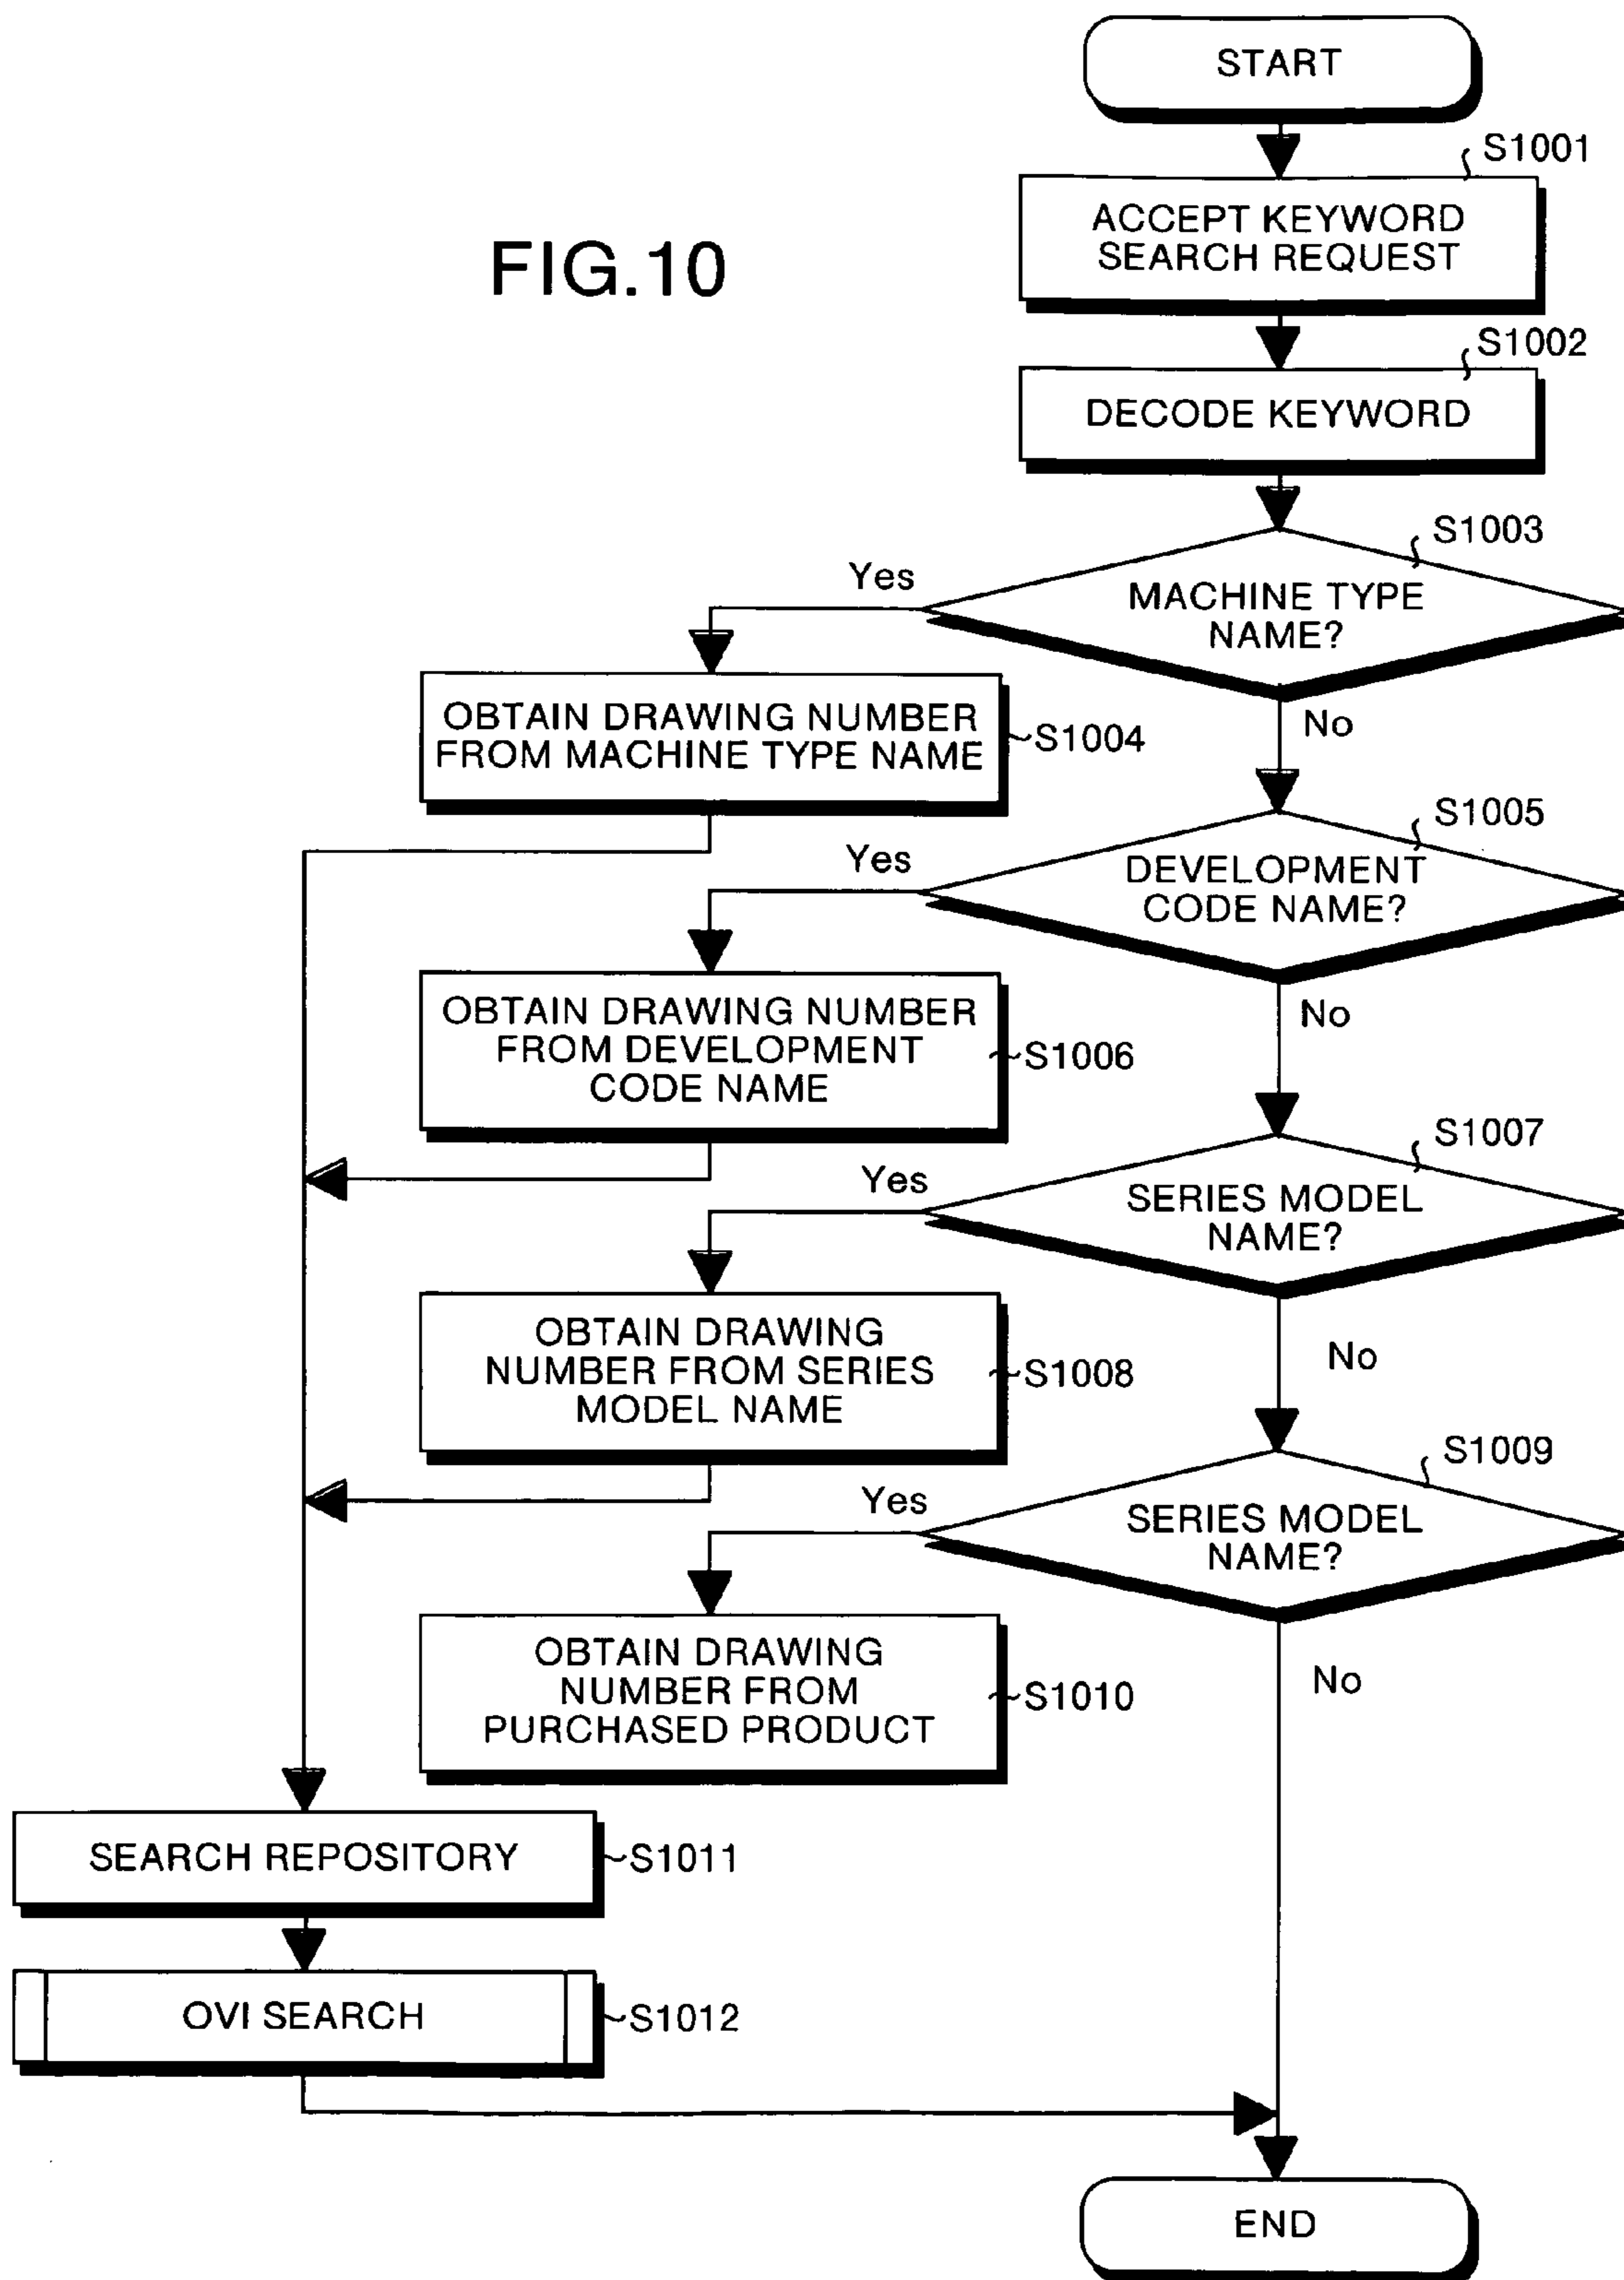 START
S1001
ACCEPT KEYWORD
SEARCH REQUEST
FIG.10
S1002
DECODE KEYWORD
S1003
Yes
MACHINE TYPE
NAME?
OBTAIN DRAWING NUMBER
FROM MACHINE TYPE NAME
S1004
No
S1005
Yes
DEVELOPMENT
CODE NAME?
OBTAIN DRAWING NUMBER
FROM DEVELOPMENT
CODE NAME
S1006
No
S1007
Yes
SERIES MODEL
NAME?
OBTAIN DRAWING
NUMBER FROM SERIES
MODEL NAME
S1008
No
S1009
Yes
SERIES MODEL
NAME?
OBTAIN DRAWING
NUMBER FROM
PURCHASED PRODUCT
S1010
No
SEARCH REPOSITORY
S1011
OVI SEARCH
S1012
END